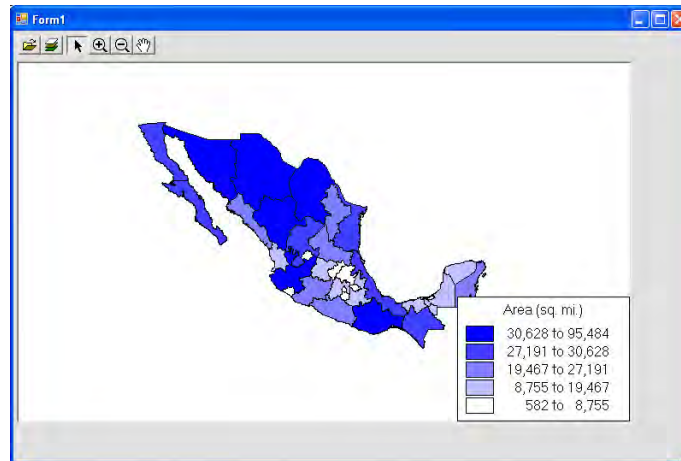 Form1
Area (sq. mi.)
30,628 to 95,484
27,191 to 30,628
19,467 to 27,191
8,755 to 19,467
582 to 8,755